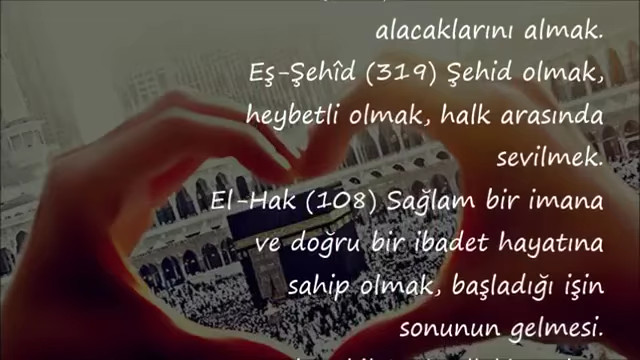 alacaklarını almak.
Eş-Şehîd (319) Şehid olmak,
heybetli olmak, halk arasında
sevilmek.
El-Hak (108) Sağlam bir imana
ve doğru bir ibadet hayatına
sahip olmak, başladığı işin
sonunun gelmesi.